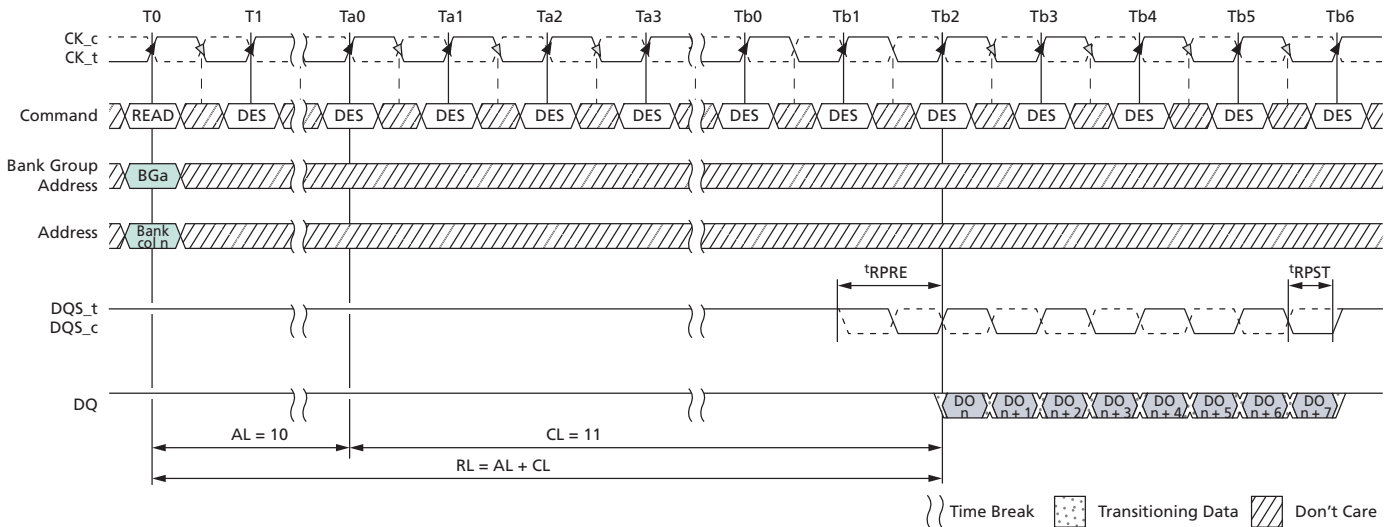 T0 T1 Ta0 Ta1 Ta2 Ta3 Tb0 Tb1 Tb2 Tb3 Tb4 Tb5 Tb6
CK_c
CK_t
Command READ DES DES DES DES DES DES DES DES DES DES DES DES
Bank Group
Address
BGa
Address
Bank
col n
tRPRE
tRPST
DQS_t
DQS_c
DQ
DO DO DO DO DO DO DO DO
n n + 1 n + 2 n + 3 n + 4 n + 5 n + 6 n + 7
AL = 10
CL = 11
RL = AL + CL
Time Break Transitioning Data Don't Care